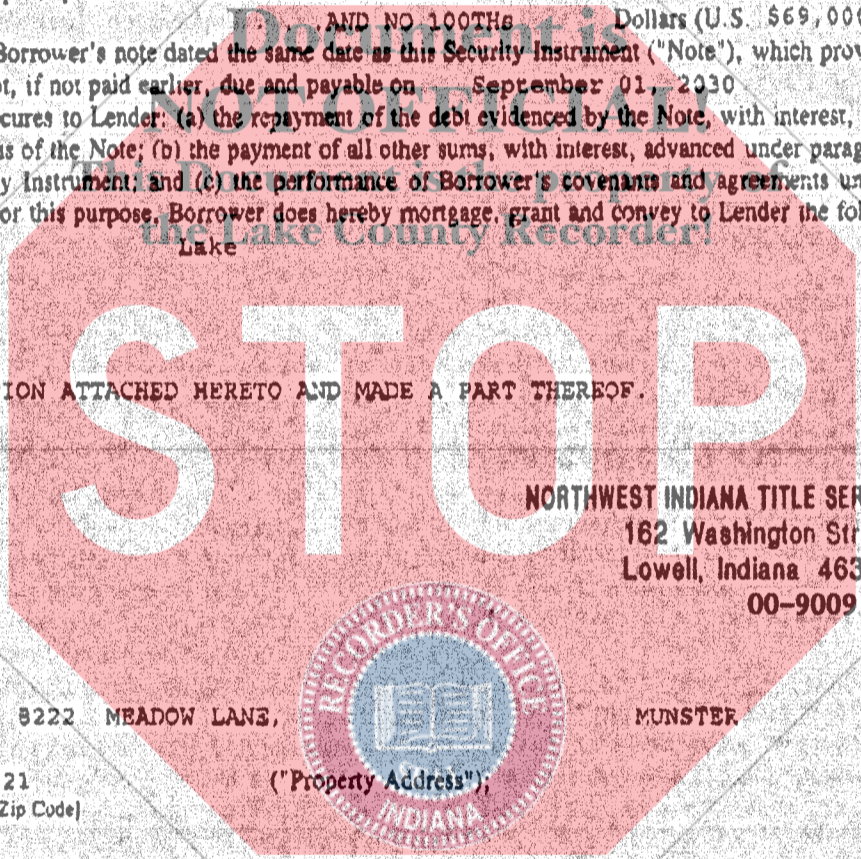 AND NO 100THs Dollars (U.S. $69,00
Document is
Borrower's note dated the same date as this Security Instrument ("Note"), which prov
t, if not paid earlier, due and payable on September 01, 2030
NOT OFFICIAL!
cures to Lender: (a) the repayment of the debt evidenced by the Note, with interest,
s of the Note; (b) the payment of all other sums, with interest, advanced under parag
This Document is the property of
y Instrument; and (c) the performance of Borrower's covenants and agreements un
or this purpose, Borrower does hereby mortgage, grant and convey to Lender the fol
the Lake County Recorder!
Lake
STOP
ION ATTACHED HERETO AND MADE A PART THEREOF.
NORTHWEST INDIANA TITLE SER
162 Washington Str
Lowell, Indiana 463
00-9009
RECORDER'S OFFICE
8222 MEADOW LANE, MUNSTER
21 ("Property Address");
Zip Code]
INDIANA